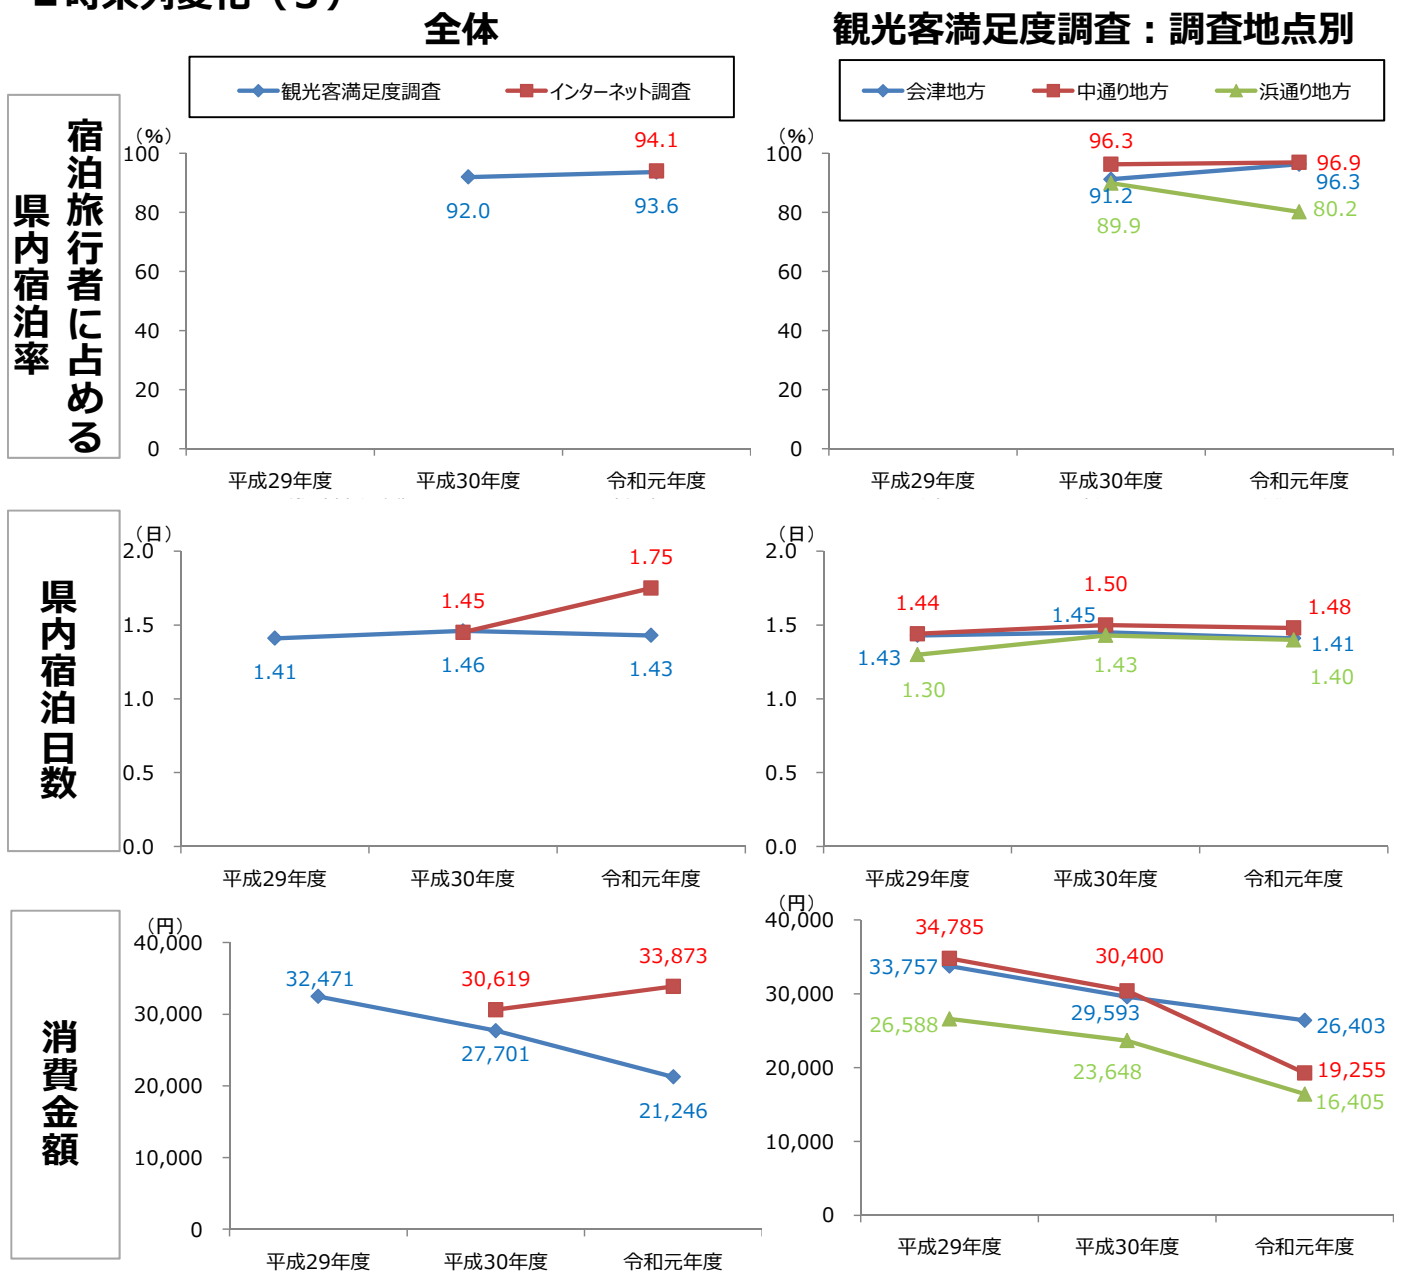 全体
観光客満足度調査：調査地点別
観光客満足度調査
インターネット調査
会津地方
中通り地方
浜通り地方
宿泊旅行者に占める
県内宿泊率
（%）
100
80
60
40
20
0
94.1
92.0
93.6
平成29年度
平成30年度
令和元年度
（%）
100
80
60
40
20
0
96.3
91.2
89.9
96.9
96.3
80.2
平成29年度
平成30年度
令和元年度
県内宿泊日数
（日）
2.0
1.5
1.0
0.5
0.0
1.75
1.45
1.41
1.46
1.43
平成29年度
平成30年度
令和元年度
（日）
2.0
1.5
1.0
0.5
0.0
1.44
1.43
1.30
1.50
1.45
1.43
1.48
1.41
1.40
平成29年度
平成30年度
令和元年度
消費金額
（円）
40,000
30,000
20,000
10,000
0
32,471
30,619
27,701
33,873
21,246
平成29年度
平成30年度
令和元年度
（円）
40,000
30,000
20,000
10,000
0
34,785
33,757
26,588
30,400
29,593
23,648
26,403
19,255
16,405
平成29年度
平成30年度
令和元年度